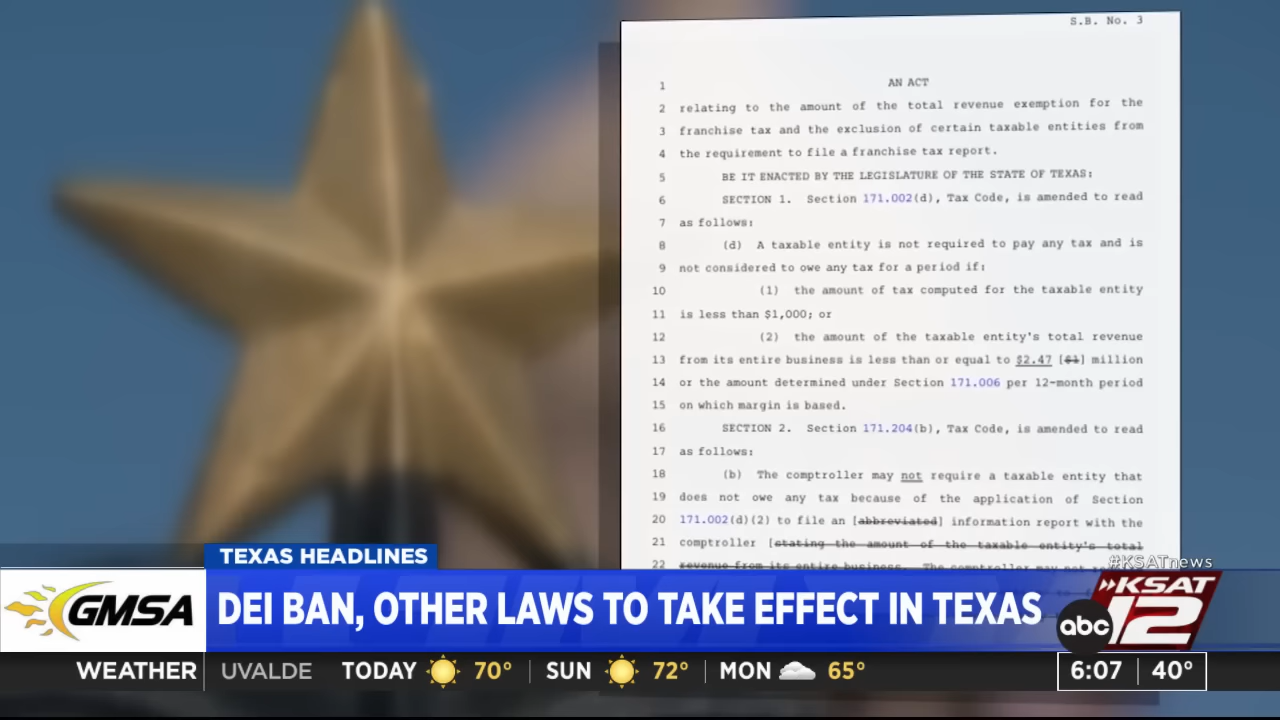 S.B. No. 3
1 AN ACT
2 relating to the amount of the total revenue exemption for the
3 franchise tax and the exclusion of certain taxable entities from
4 the requirement to file a franchise tax report.
5 BE IT ENACTED BY THE LEGISLATURE OF THE STATE OF TEXAS:
6 SECTION 1. Section 171.002(d), Tax Code, is amended to read
7 as follows:
8 (d) A taxable entity is not required to pay any tax and is
9 not considered to owe any tax for a period if:
10 (1) the amount of tax computed for the taxable entity
11 is less than $1,000; or
12 (2) the amount of the taxable entity's total revenue
13 from its entire business is less than or equal to $2.47 [$1] million
14 or the amount determined under Section 171.006 per 12-month period
15 on which margin is based.
16 SECTION 2. Section 171.204(b), Tax Code, is amended to read
17 as follows:
18 (b) The comptroller may not require a taxable entity that
19 does not owe any tax because of the application of Section
20 171.002(d)(2) to file an [abbreviated] information report with the
21 comptroller [stating the amount of the taxable entity's total
22 revenue from its entire business. The comptroller may not
#KSATnews
TEXAS HEADLINES
GMSA
DEI BAN, OTHER LAWS TO TAKE EFFECT IN TEXAS
abc KSAT 12
WEATHER UVALDE TODAY 70° SUN 72° MON 65° 6:07 40°